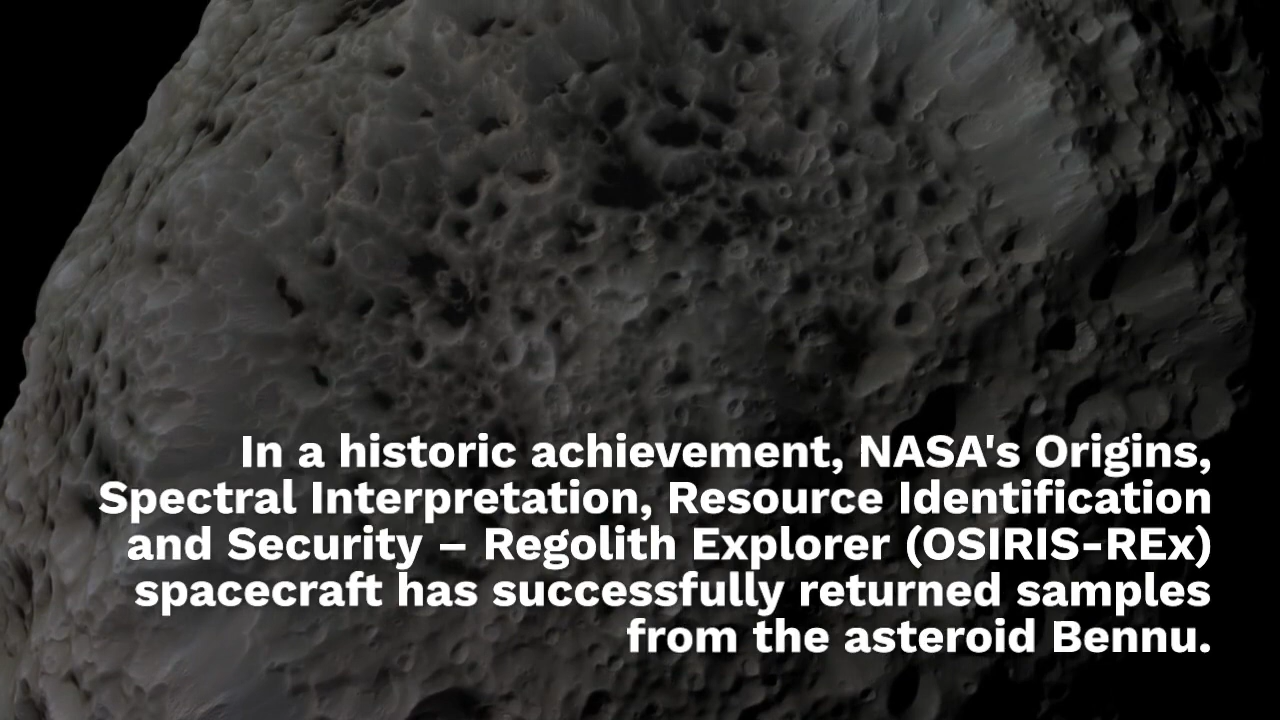 In a historic achievement, NASA's Origins,
Spectral Interpretation, Resource Identification
and Security – Regolith Explorer (OSIRIS-REx)
spacecraft has successfully returned samples
from the asteroid Bennu.